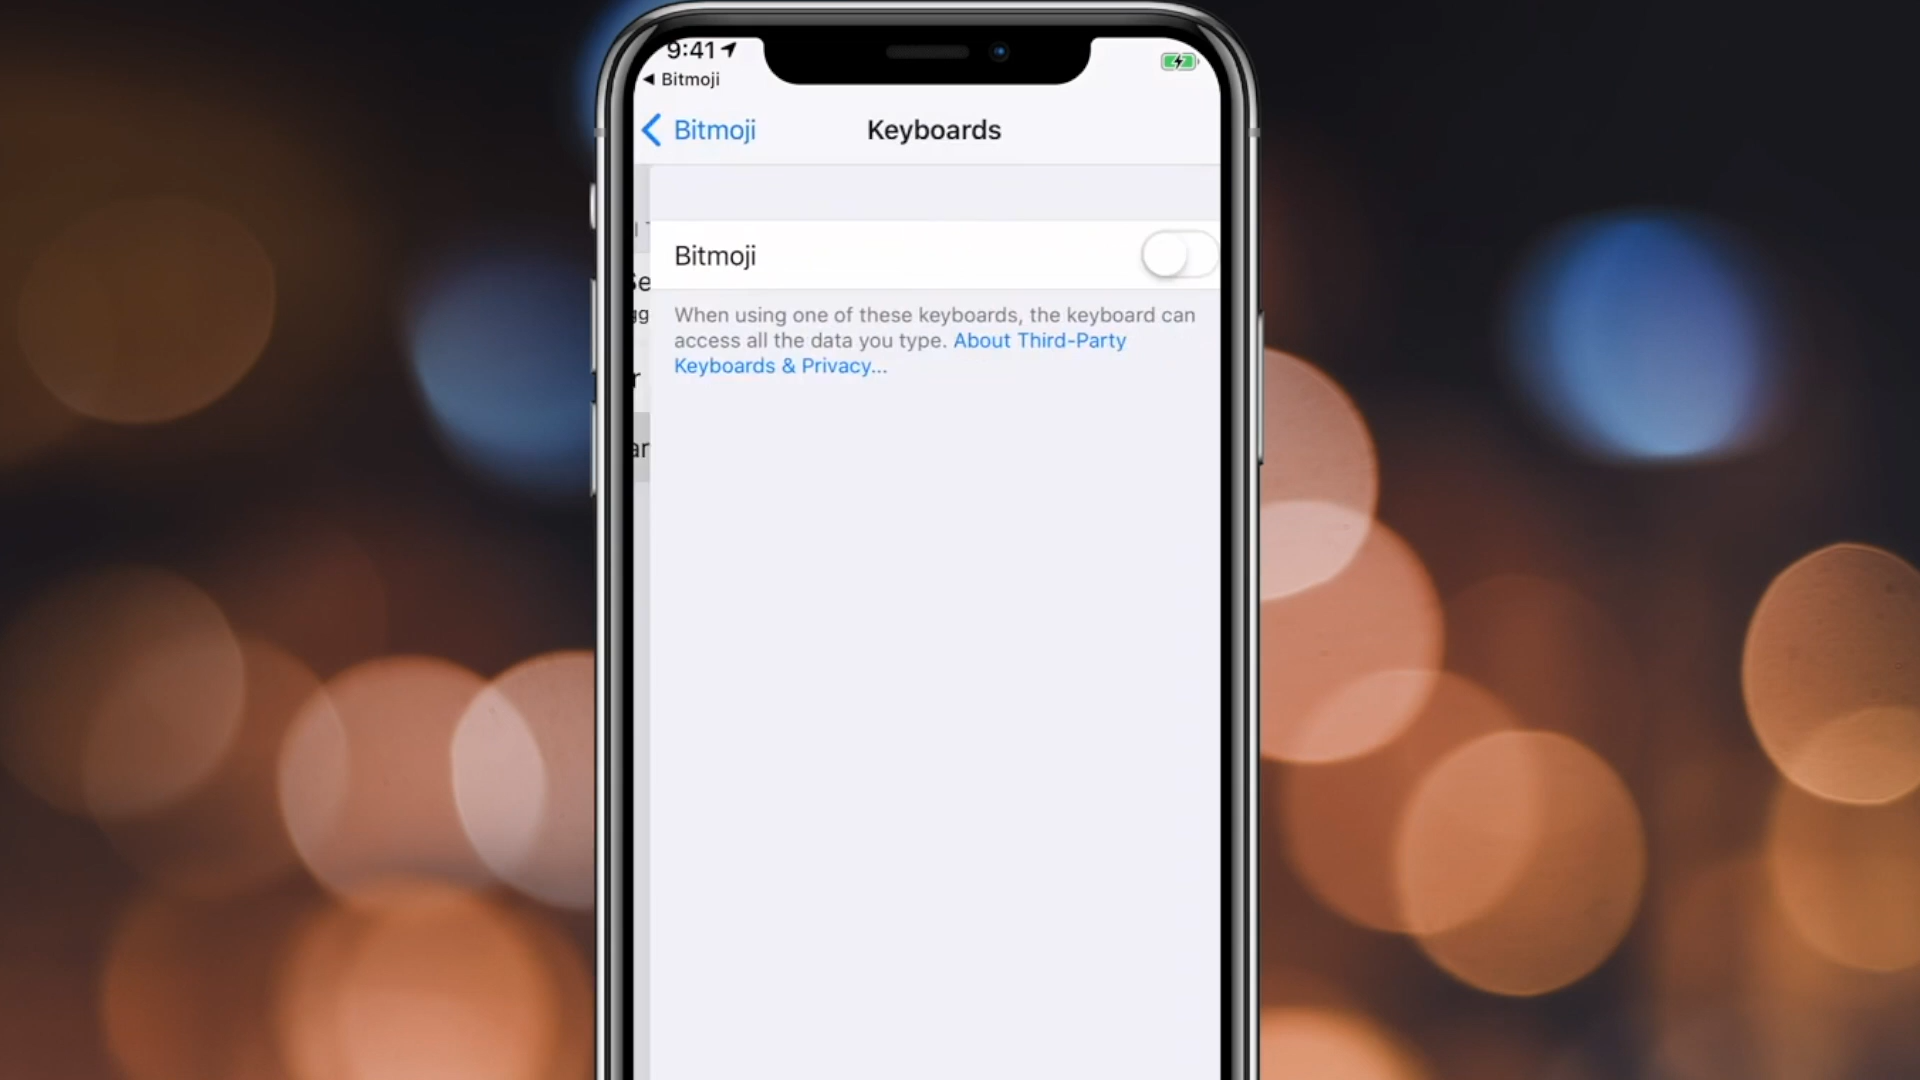 9:41
Bitmoji
Bitmoji
Keyboards
Bitmoji
When using one of these keyboards, the keyboard can
access all the data you type. About Third-Party
Keyboards & Privacy...